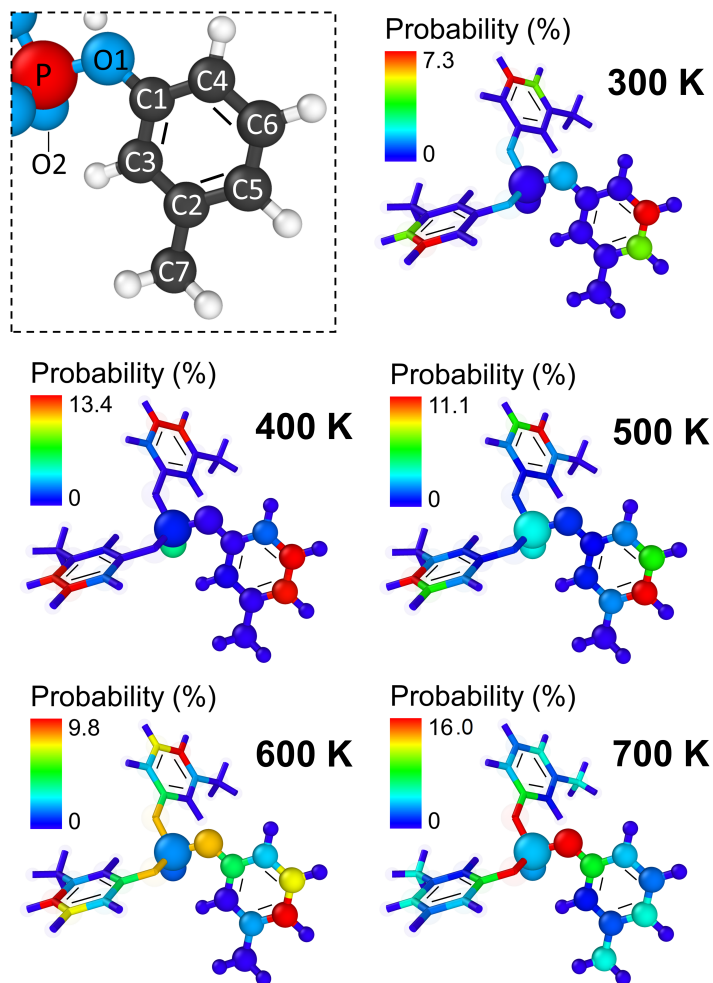 P
O1
O2
C1
C4
C6
C3
C2
C5
C7
Probability (%)
7.3
0
300 K
Probability (%)
13.4
0
400 K
Probability (%)
11.1
0
500 K
Probability (%)
9.8
0
600 K
Probability (%)
16.0
0
700 K